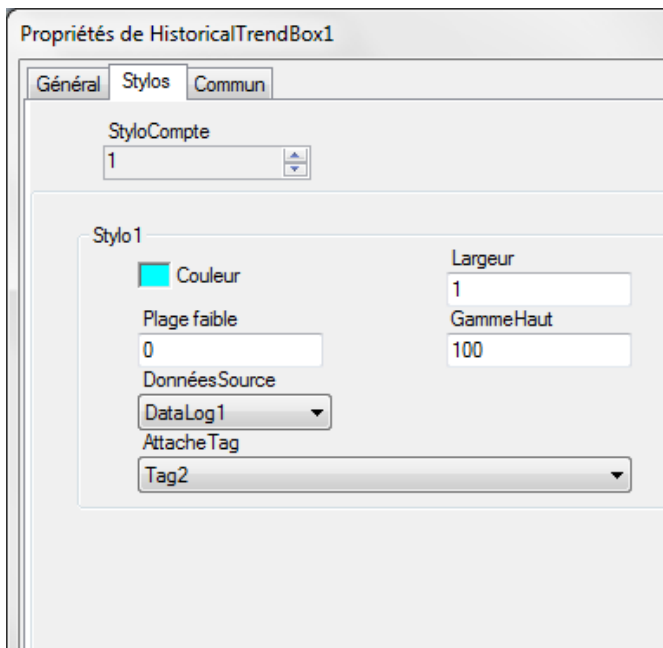 Propriétés de HistoricalTrendBox1
Général Stylos Commun
StyloCompte
1
Stylo1
Couleur
Largeur
1
Plage faible
GammeHaut
0
100
DonnéesSource
DataLog1
AttacheTag
Tag2